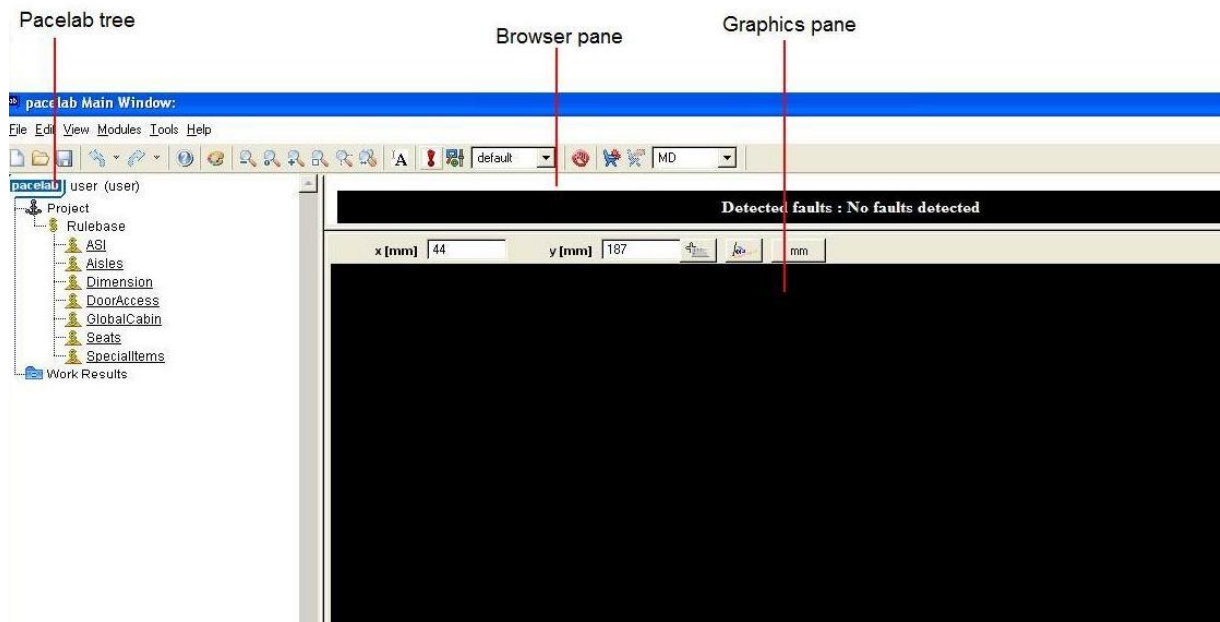 Pacelab tree
Browser pane
Graphics pane
pacelab Main Window:
File Edit View Modules Tools Help
A default MD
pacelab user (user)
Project
Rulebase
ASI
Aisles
Dimension
DoorAccess
GlobalCabin
Seats
SpecialItems
Work Results
Detected faults : No faults detected
x [mm] 44 y [mm] 187 mm